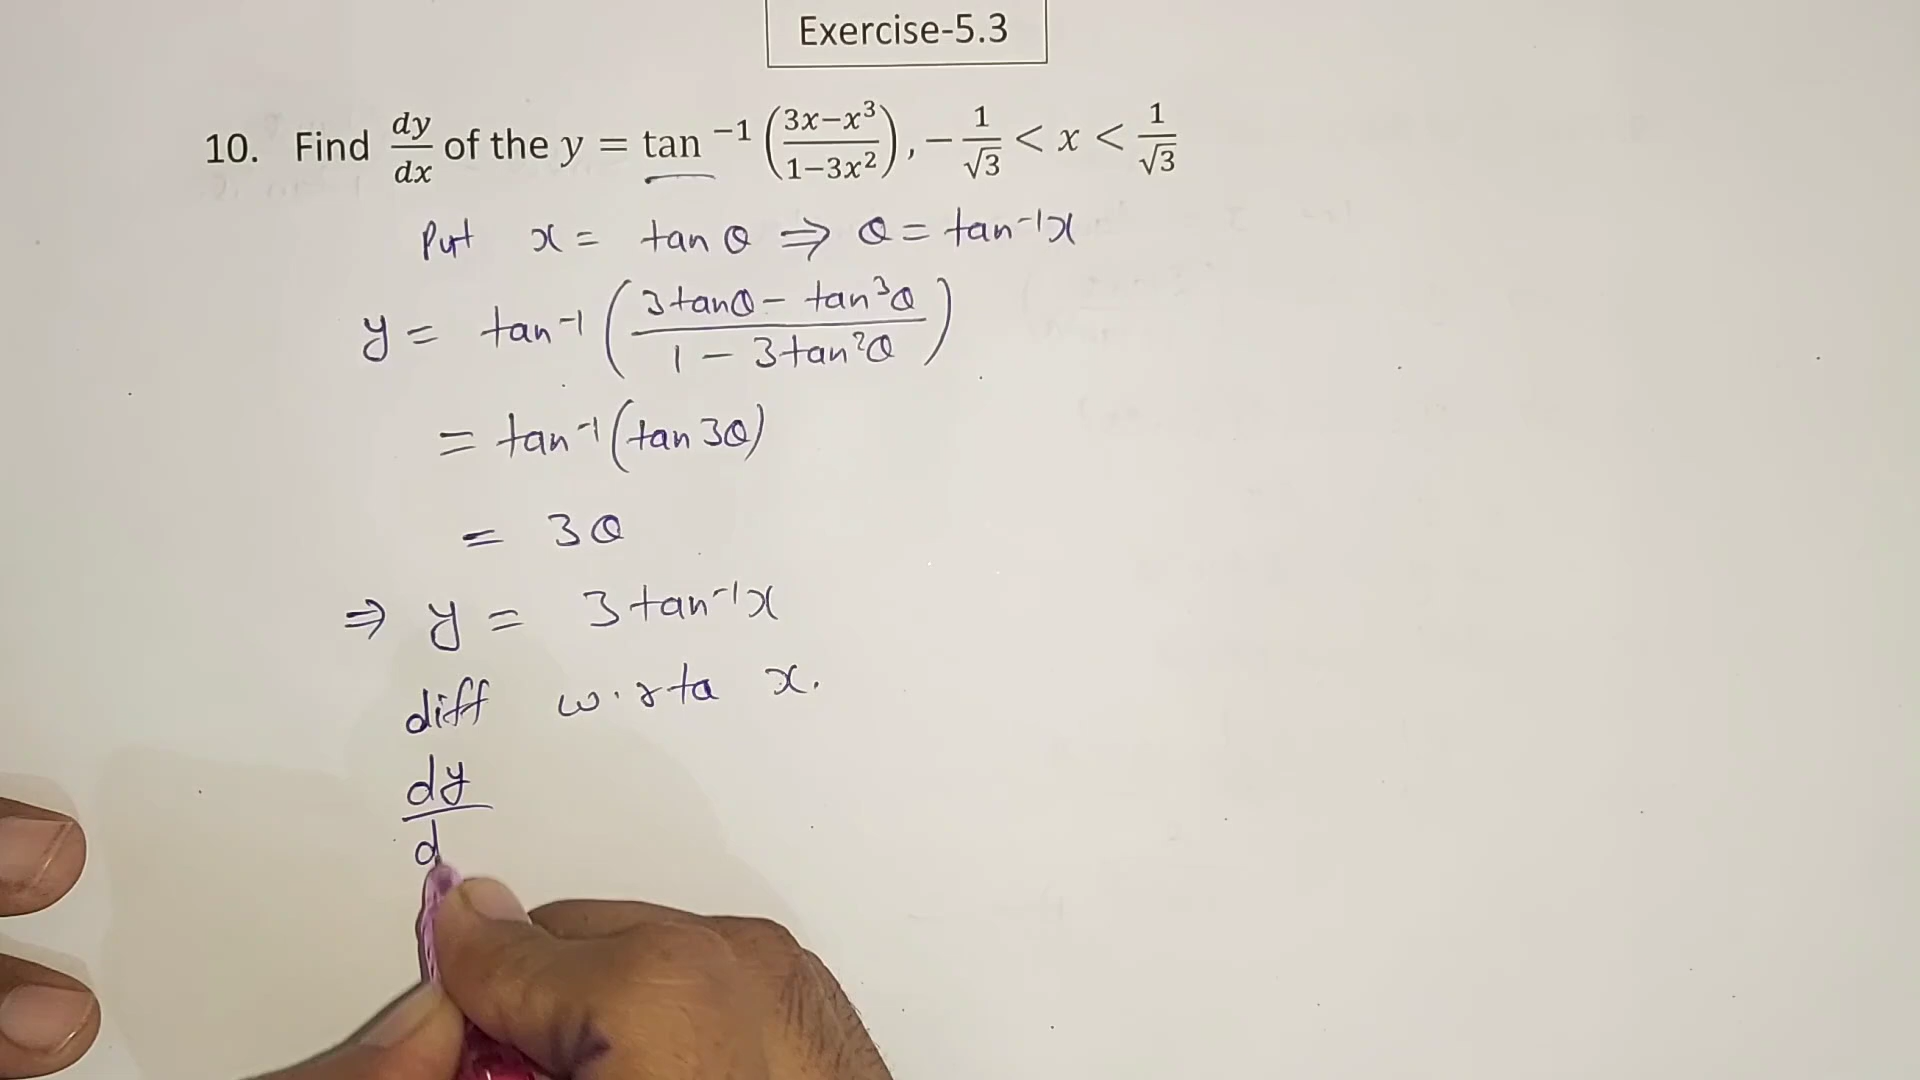 Exercise-5.3
10. Find dy/dx of the y = tan⁻¹((3x−x³)/(1−3x²)), −1/√3 < x < 1/√3
Put x = tan θ ⇒ θ = tan⁻¹x
y = tan⁻¹((3tanθ − tan³θ)/(1 − 3tan²θ))
= tan⁻¹(tan 3θ)
= 3θ
⇒ y = 3tan⁻¹x
diff w.r to x.
dy/d